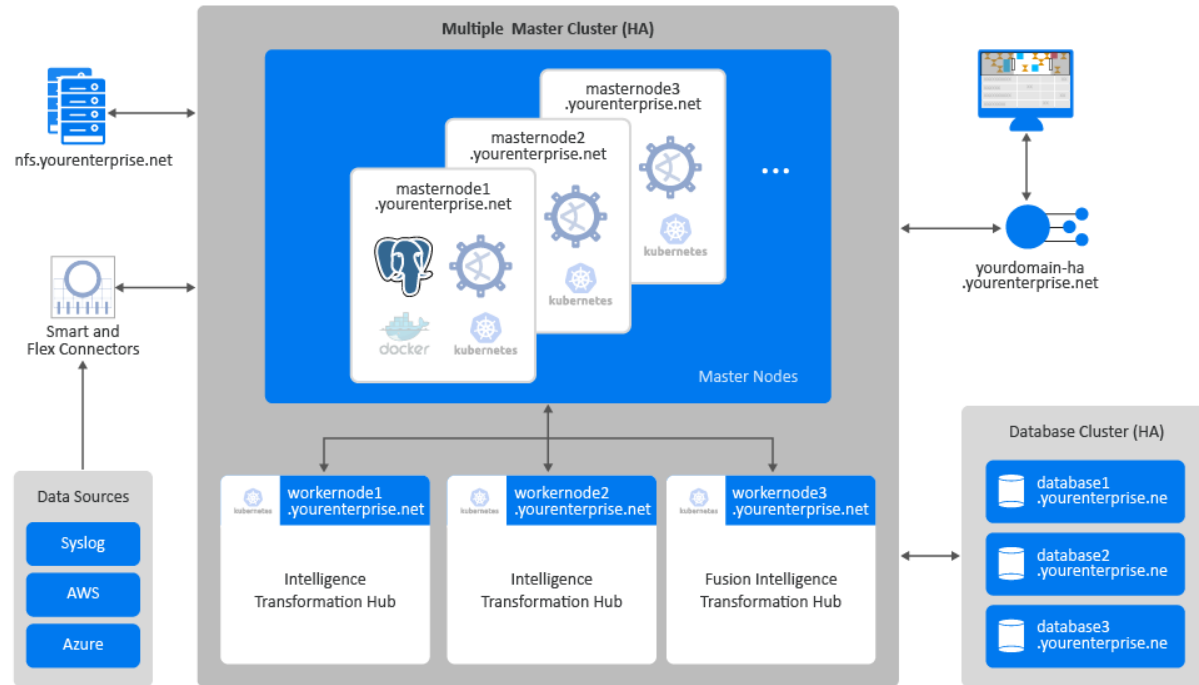 Multiple Master Cluster (HA)
masternode3
.yourenterprise.net
kubernetes
masternode2
.yourenterprise.net
kubernetes
masternode1
.yourenterprise.net
docker
kubernetes
...
Master Nodes
nfs.yourenterprise.net
Smart and
Flex Connectors
Data Sources
Syslog
AWS
Azure
yourdomain-ha
.yourenterprise.net
kubernetes
workernode1
.yourenterprise.net
Intelligence
Transformation Hub
kubernetes
workernode2
.yourenterprise.net
Intelligence
Transformation Hub
kubernetes
workernode3
.yourenterprise.net
Fusion Intelligence
Transformation Hub
Database Cluster (HA)
database1
.yourenterprise.ne
database2
.yourenterprise.ne
database3
.yourenterprise.ne